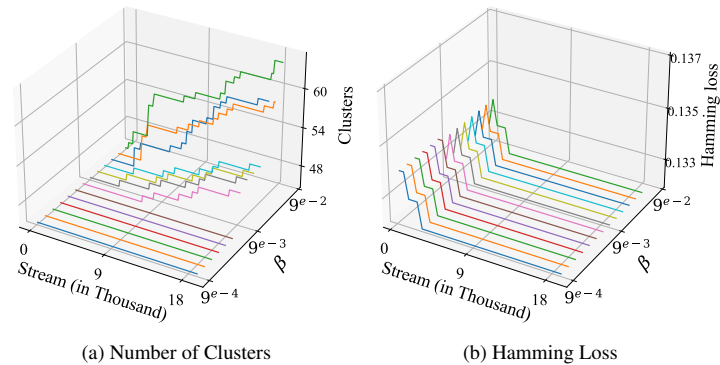 60
54
48
Clusters
0
9
18
Stream (in Thousand)
9^{e−4}
9^{e−3}
9^{e−2}
β
(a) Number of Clusters
0.137
0.135
0.133
Hamming loss
0
9
18
Stream (in Thousand)
9^{e−4}
9^{e−3}
9^{e−2}
β
(b) Hamming Loss